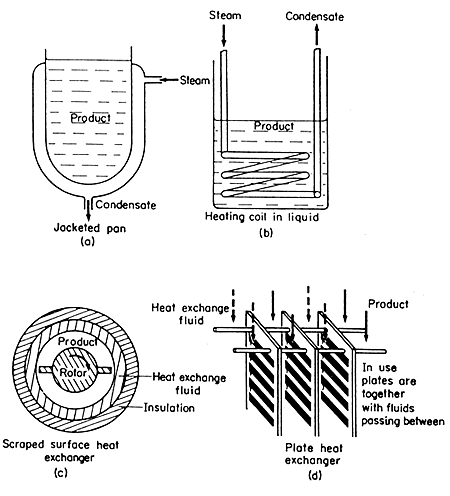 Steam
Product
Condensate
Jacketed pan
(a)
Steam
Condensate
Product
Heating coil in liquid
(b)
Product
Rotor
Heat exchange
fluid
Insulation
Scraped surface heat
exchanger
(c)
Heat exchange
fluid
Product
In use
plates are
together
with fluids
passing between
Plate heat
exchanger
(d)